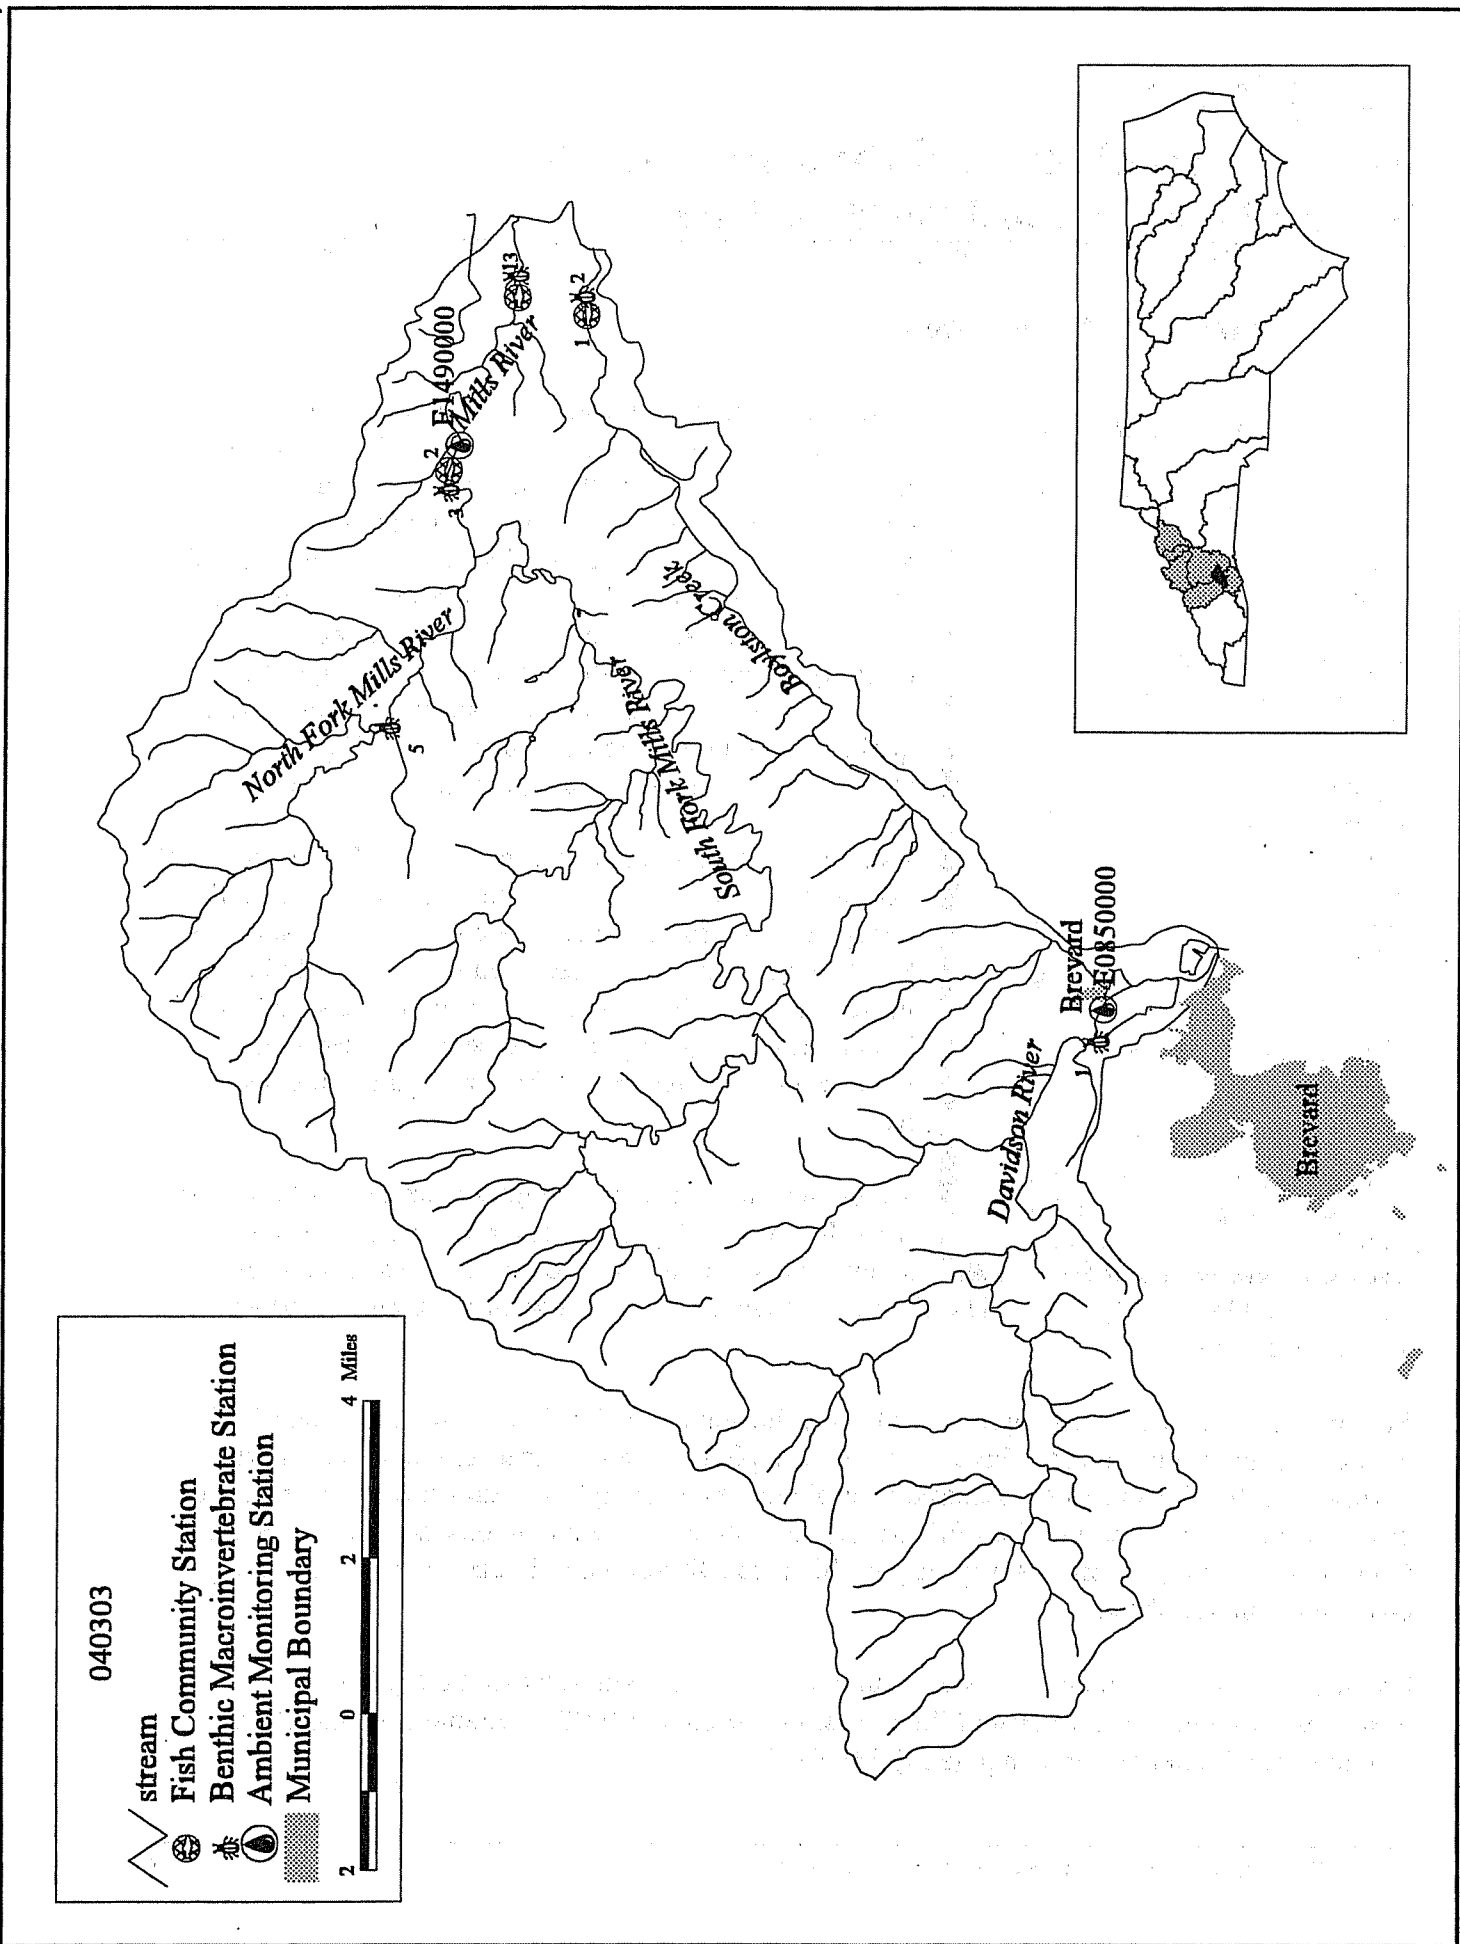 040303
stream
Fish Community Station
Benthic Macroinvertebrate Station
Ambient Monitoring Station
Municipal Boundary
2 0 2 4 Miles
North Fork Mills River
5
3
2
E1490000
Mills River
13
1
2
South Fork Mills River
Boylston Creek
Davidson River
1
Brevard
E0850000
Brevard